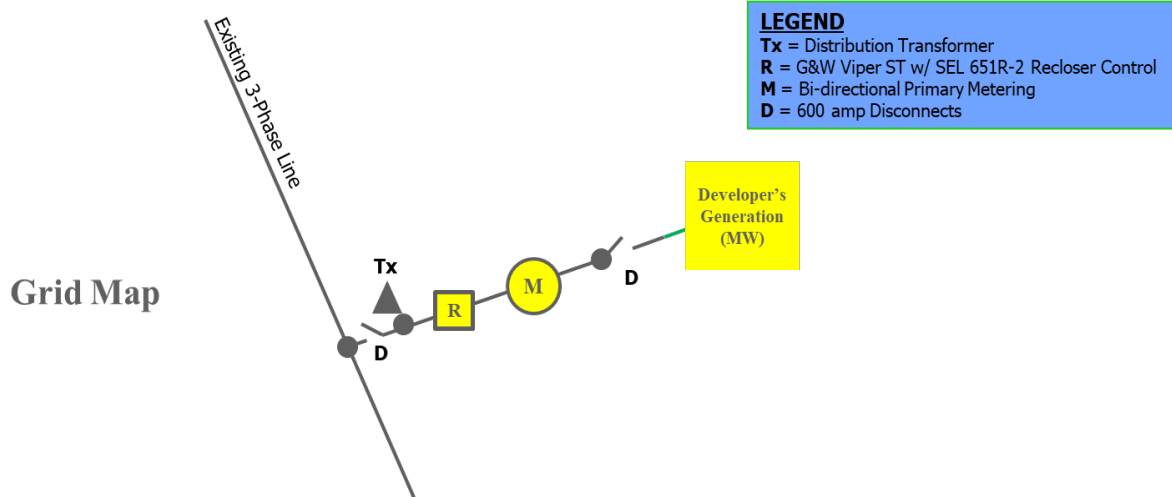 LEGEND
Tx = Distribution Transformer
R = G&W Viper ST w/ SEL 651R-2 Recloser Control
M = Bi-directional Primary Metering
D = 600 amp Disconnects
Existing 3-Phase Line
Developer's
Generation
(MW)
D
M
Tx
R
D
Grid Map